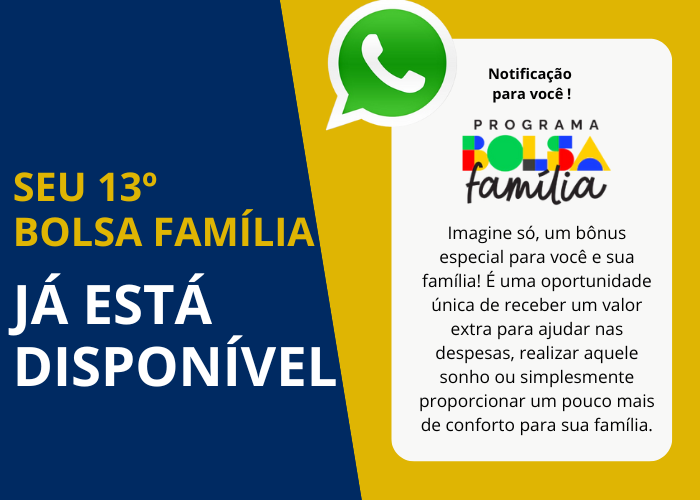 SEU 13º
BOLSA FAMÍLIA
JÁ ESTÁ
DISPONÍVEL
Notificação
para você !
PROGRAMA
BOLSA
família
Imagine só, um bônus
especial para você e sua
família! É uma oportunidade
única de receber um valor
extra para ajudar nas
despesas, realizar aquele
sonho ou simplesmente
proporcionar um pouco mais
de conforto para sua família.